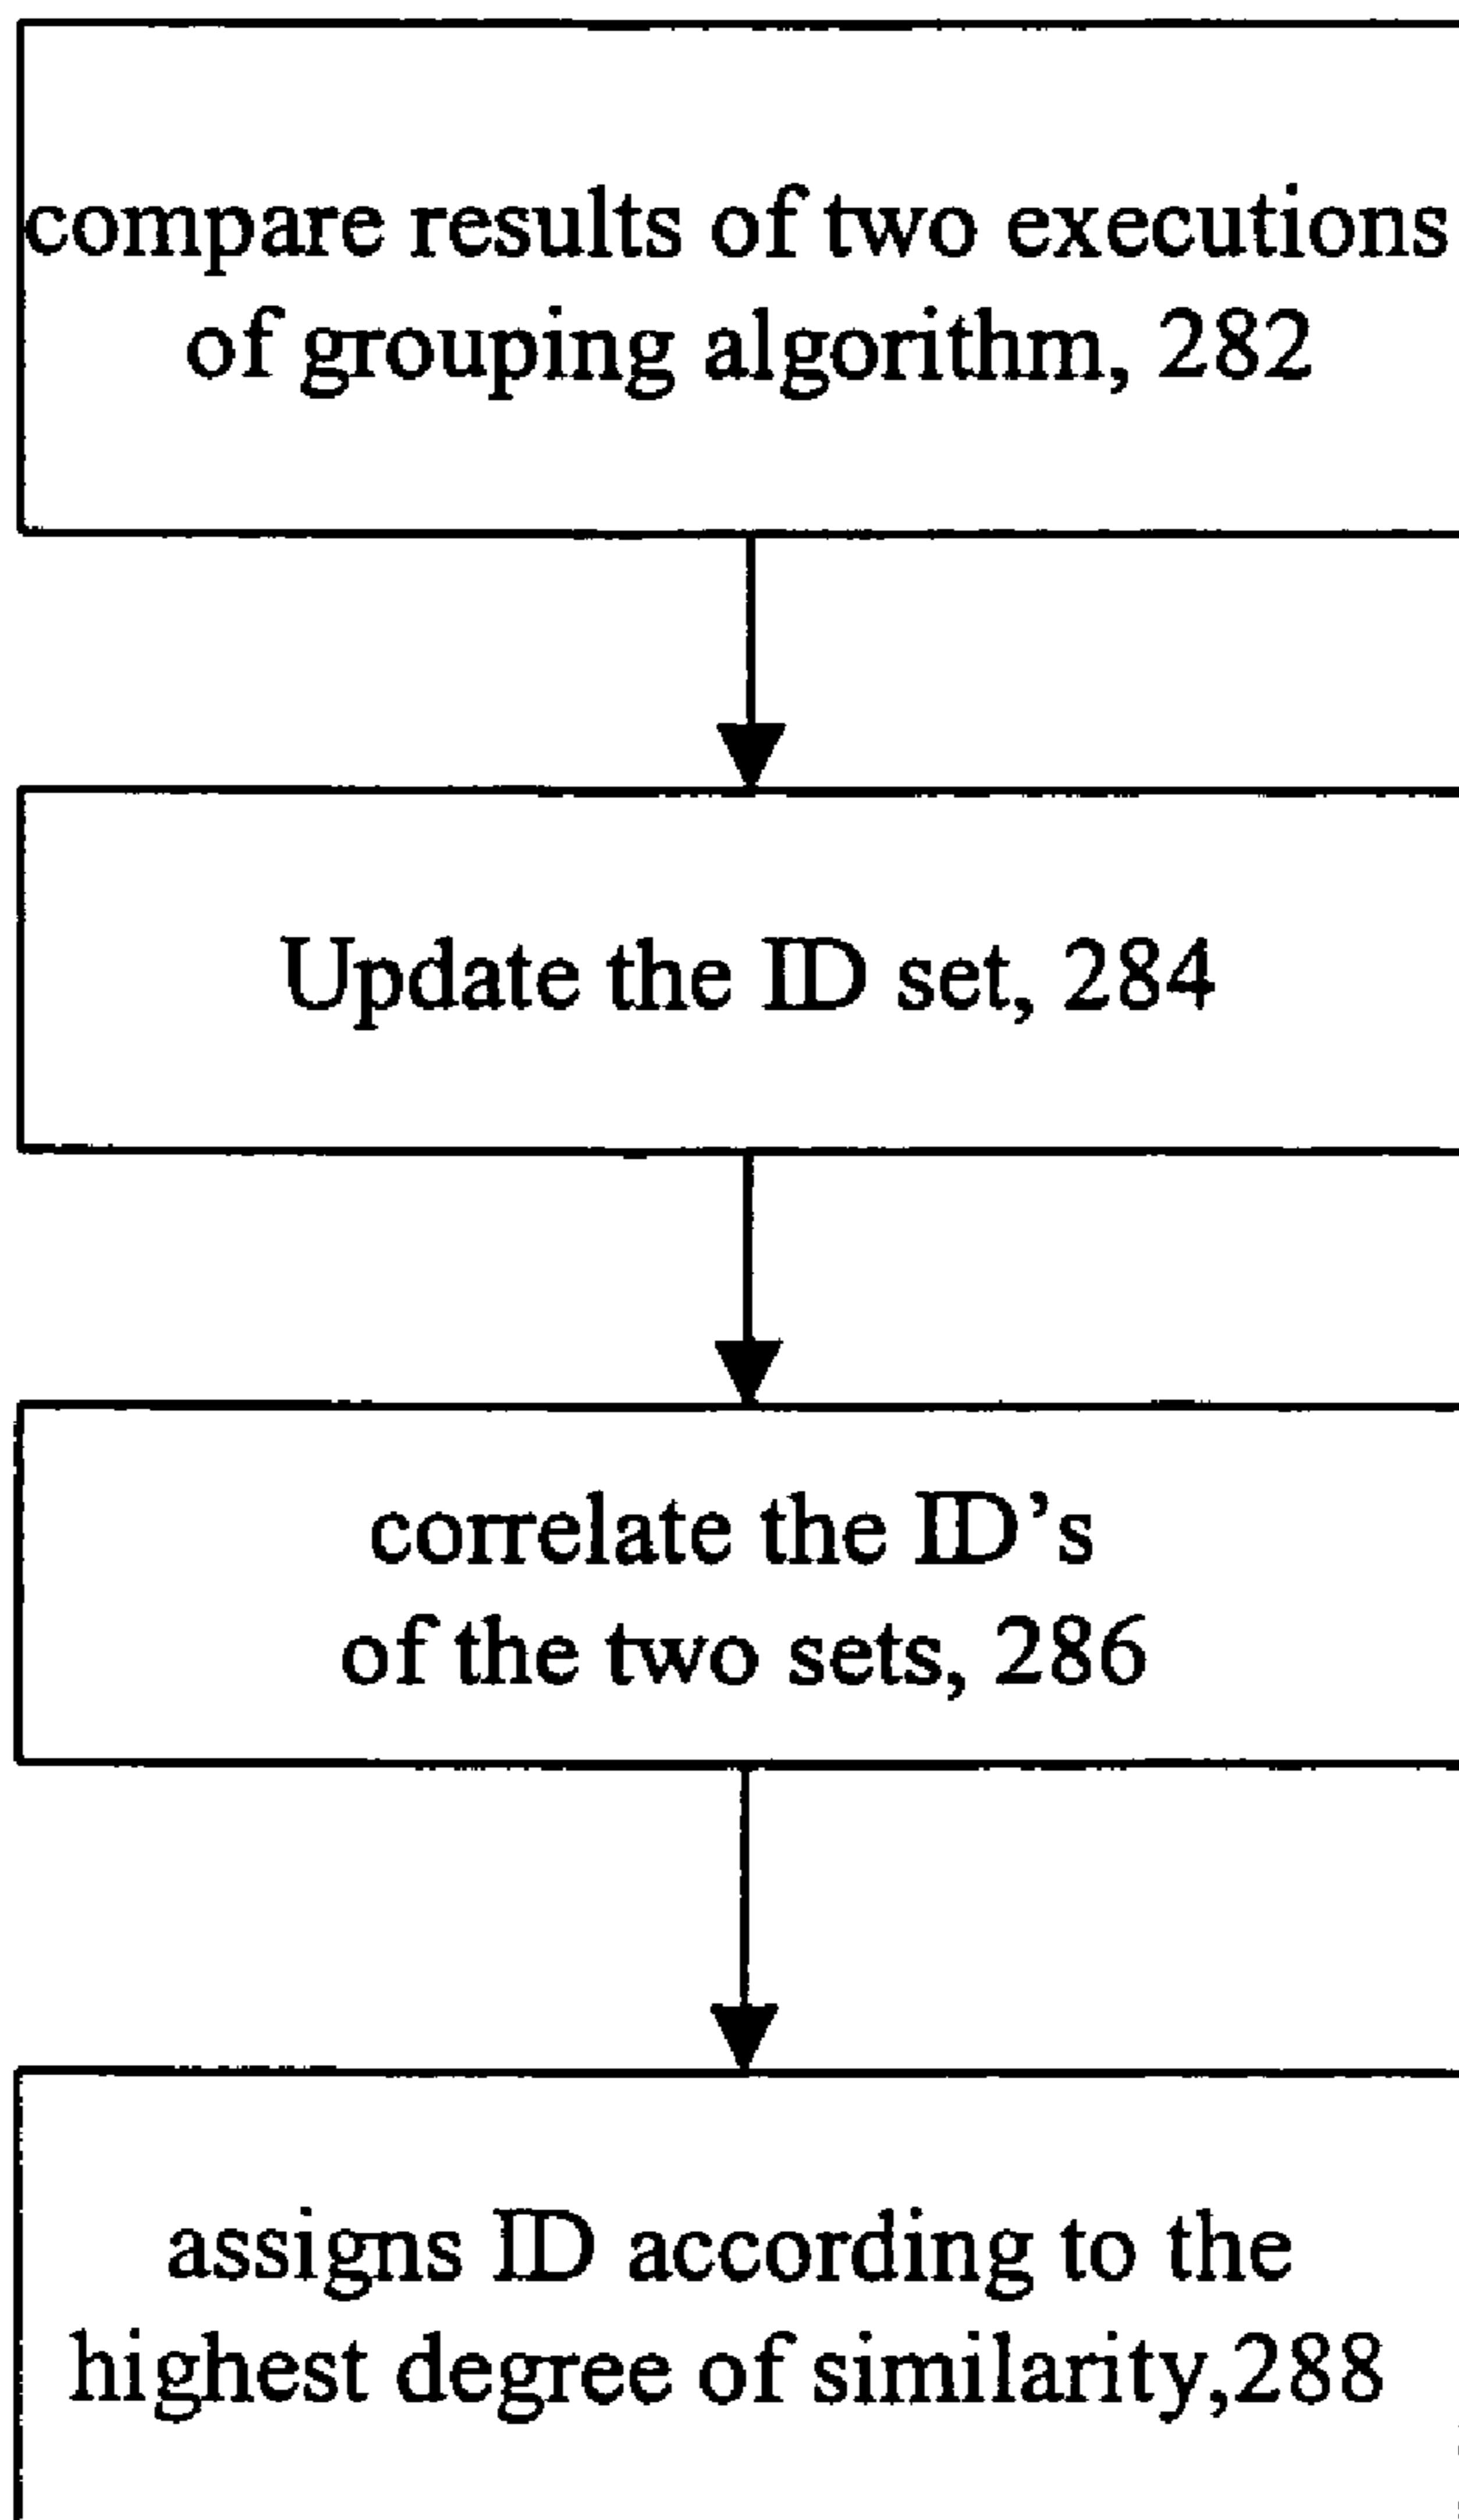 compare results of two executions
of grouping algorithm, 282
Update the ID set, 284
correlate the ID's
of the two sets, 286
assigns ID according to the
highest degree of similarity,288